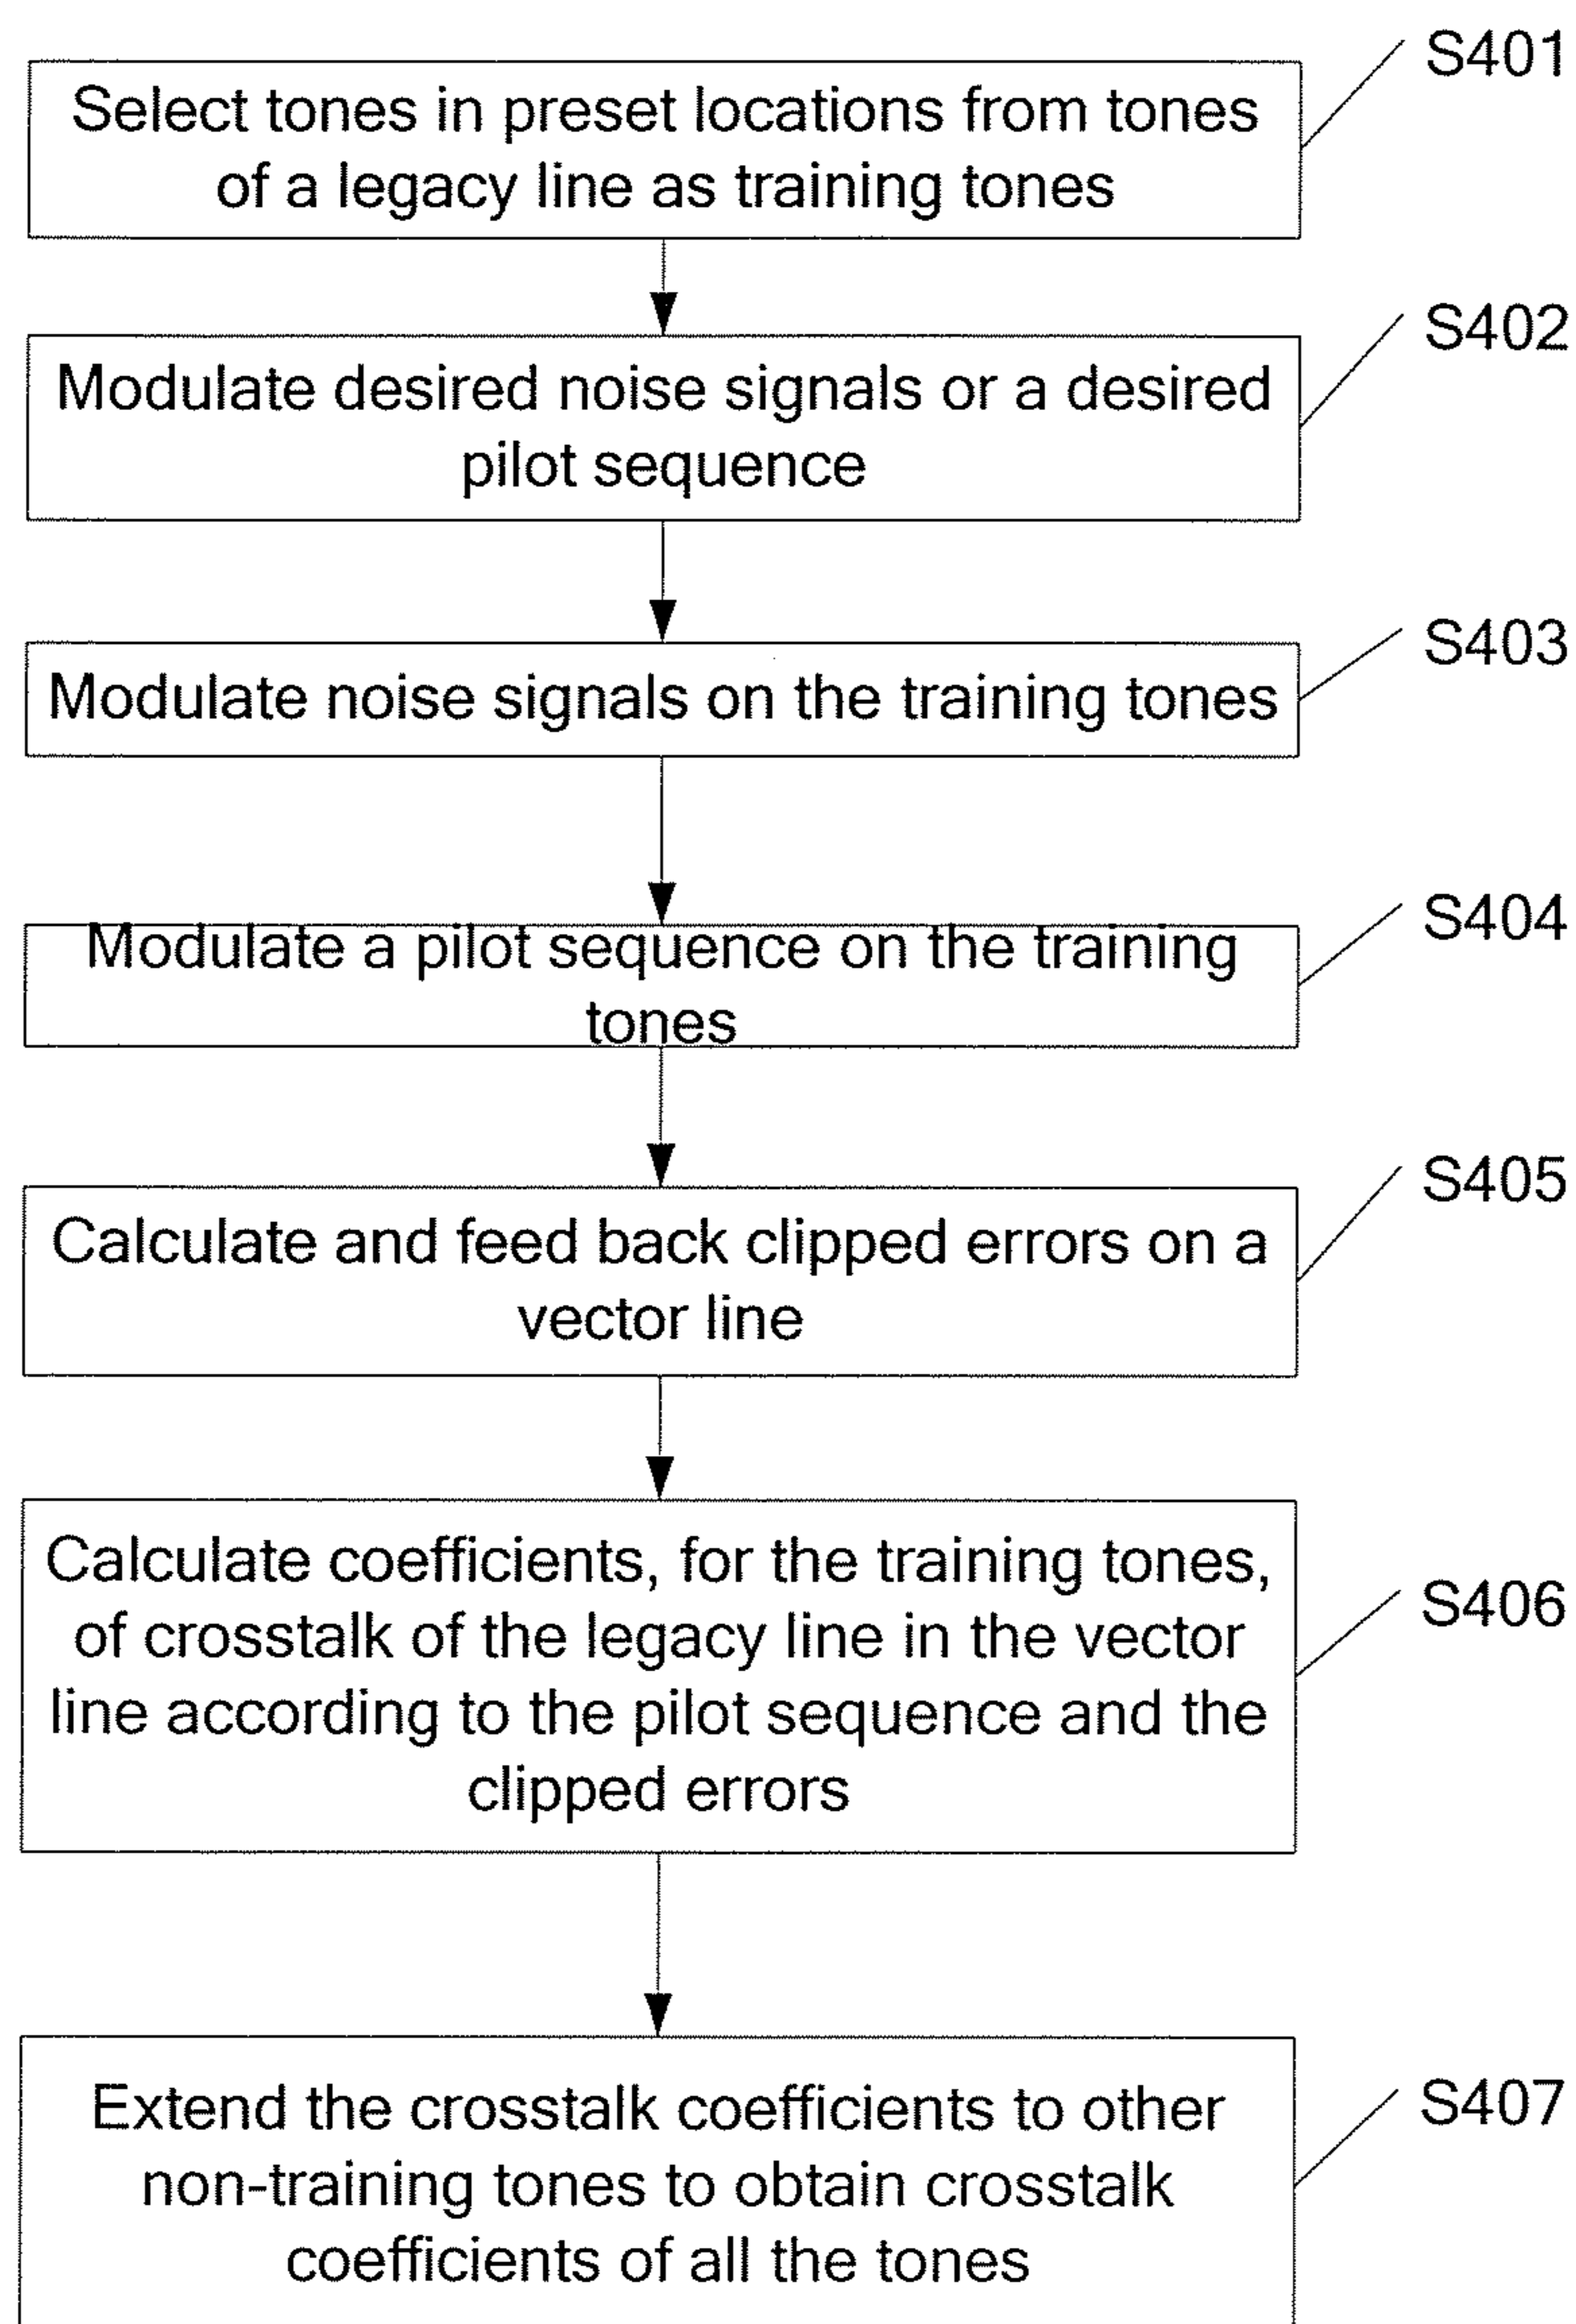 S401
Select tones in preset locations from tones
of a legacy line as training tones
S402
Modulate desired noise signals or a desired
pilot sequence
S403
Modulate noise signals on the training tones
S404
Modulate a pilot sequence on the training
tones
S405
Calculate and feed back clipped errors on a
vector line
S406
Calculate coefficients, for the training tones,
of crosstalk of the legacy line in the vector
line according to the pilot sequence and the
clipped errors
S407
Extend the crosstalk coefficients to other
non-training tones to obtain crosstalk
coefficients of all the tones